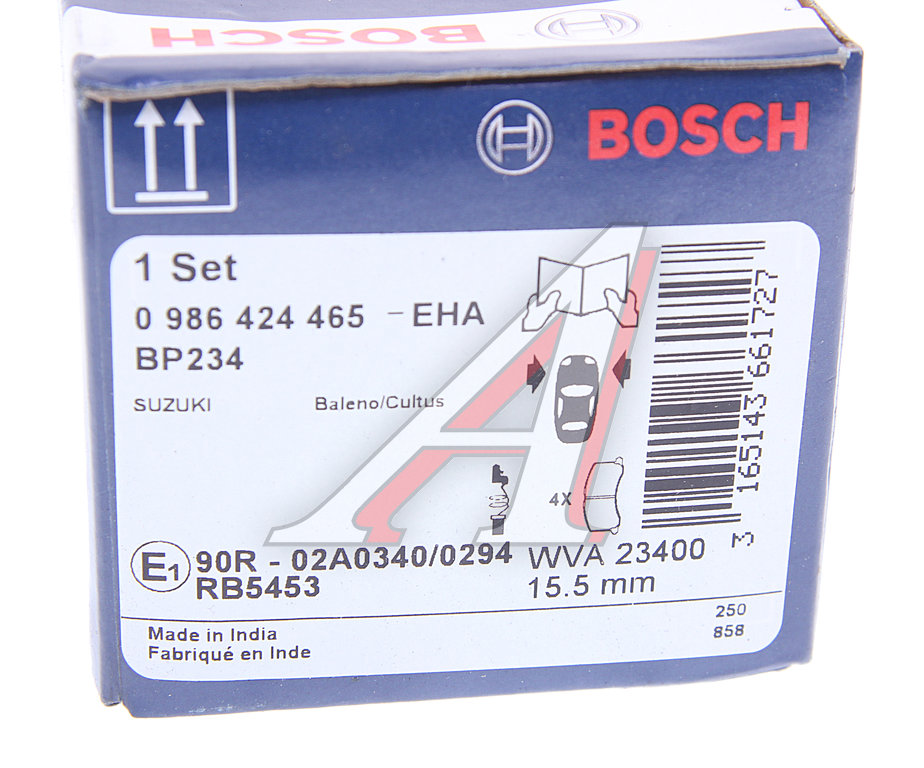 BOSCH
BOSCH
1 Set
0 986 424 465 - EHA
BP234
SUZUKI Baleno/Cultus
4X
3 165143 661727
E1 90R - 02A0340/0294
RB5453
WVA 23400
15.5 mm
250
858
Made in India
Fabriqué en Inde